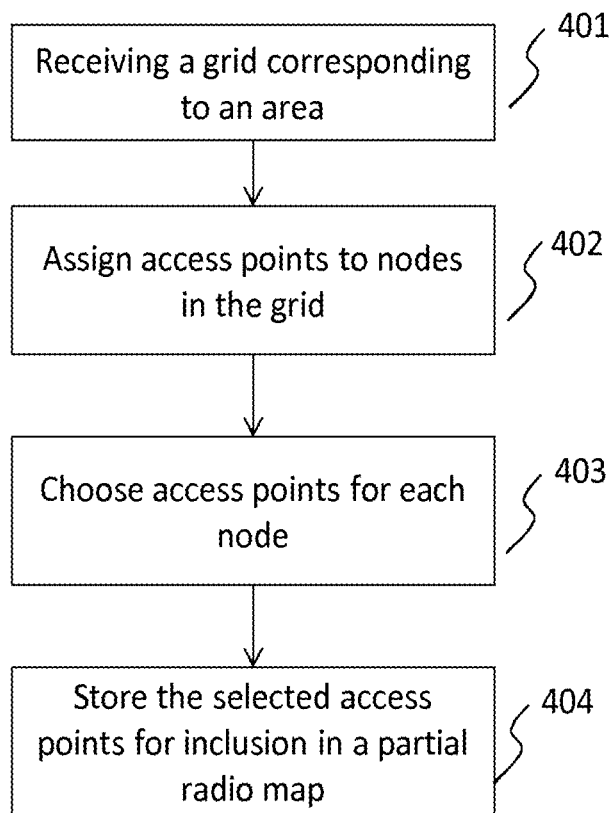 401
Receiving a grid corresponding
to an area
402
Assign access points to nodes
in the grid
403
Choose access points for each
node
404
Store the selected access
points for inclusion in a partial
radio map